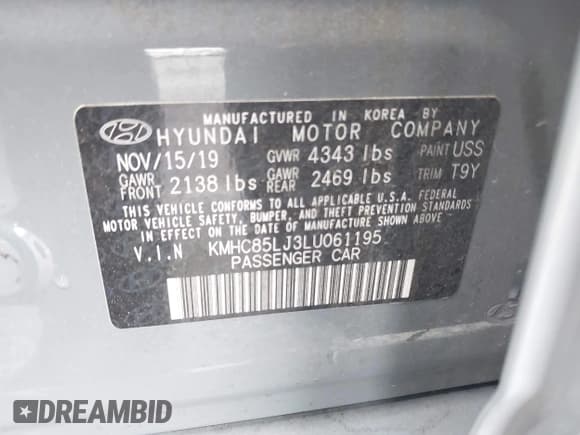 MANUFACTURED IN KOREA BY
HYUNDAI MOTOR COMPANY
NOV/15/19 GVWR 4343 lbs PAINT USS
GAWR FRONT 2138 lbs GAWR REAR 2469 lbs TRIM T9Y
THIS VEHICLE CONFORMS TO ALL APPLICABLE U.S.A. FEDERAL
MOTOR VEHICLE SAFETY, BUMPER, AND THEFT PREVENTION STANDARDS
IN EFFECT ON THE DATE OF MANUFACTURE SHOWN ABOVE.
V.I.N KMHC85LJ3LU061195
PASSENGER CAR
DREAMBID